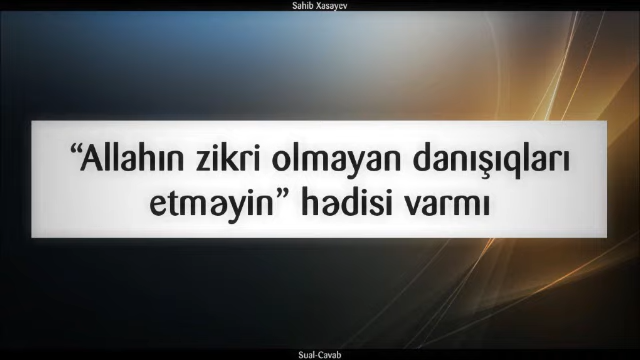 Sahib Xasayev
“Allahın zikri olmayan danışıqları
etməyin” hədisi varmı
Sual-Cavab